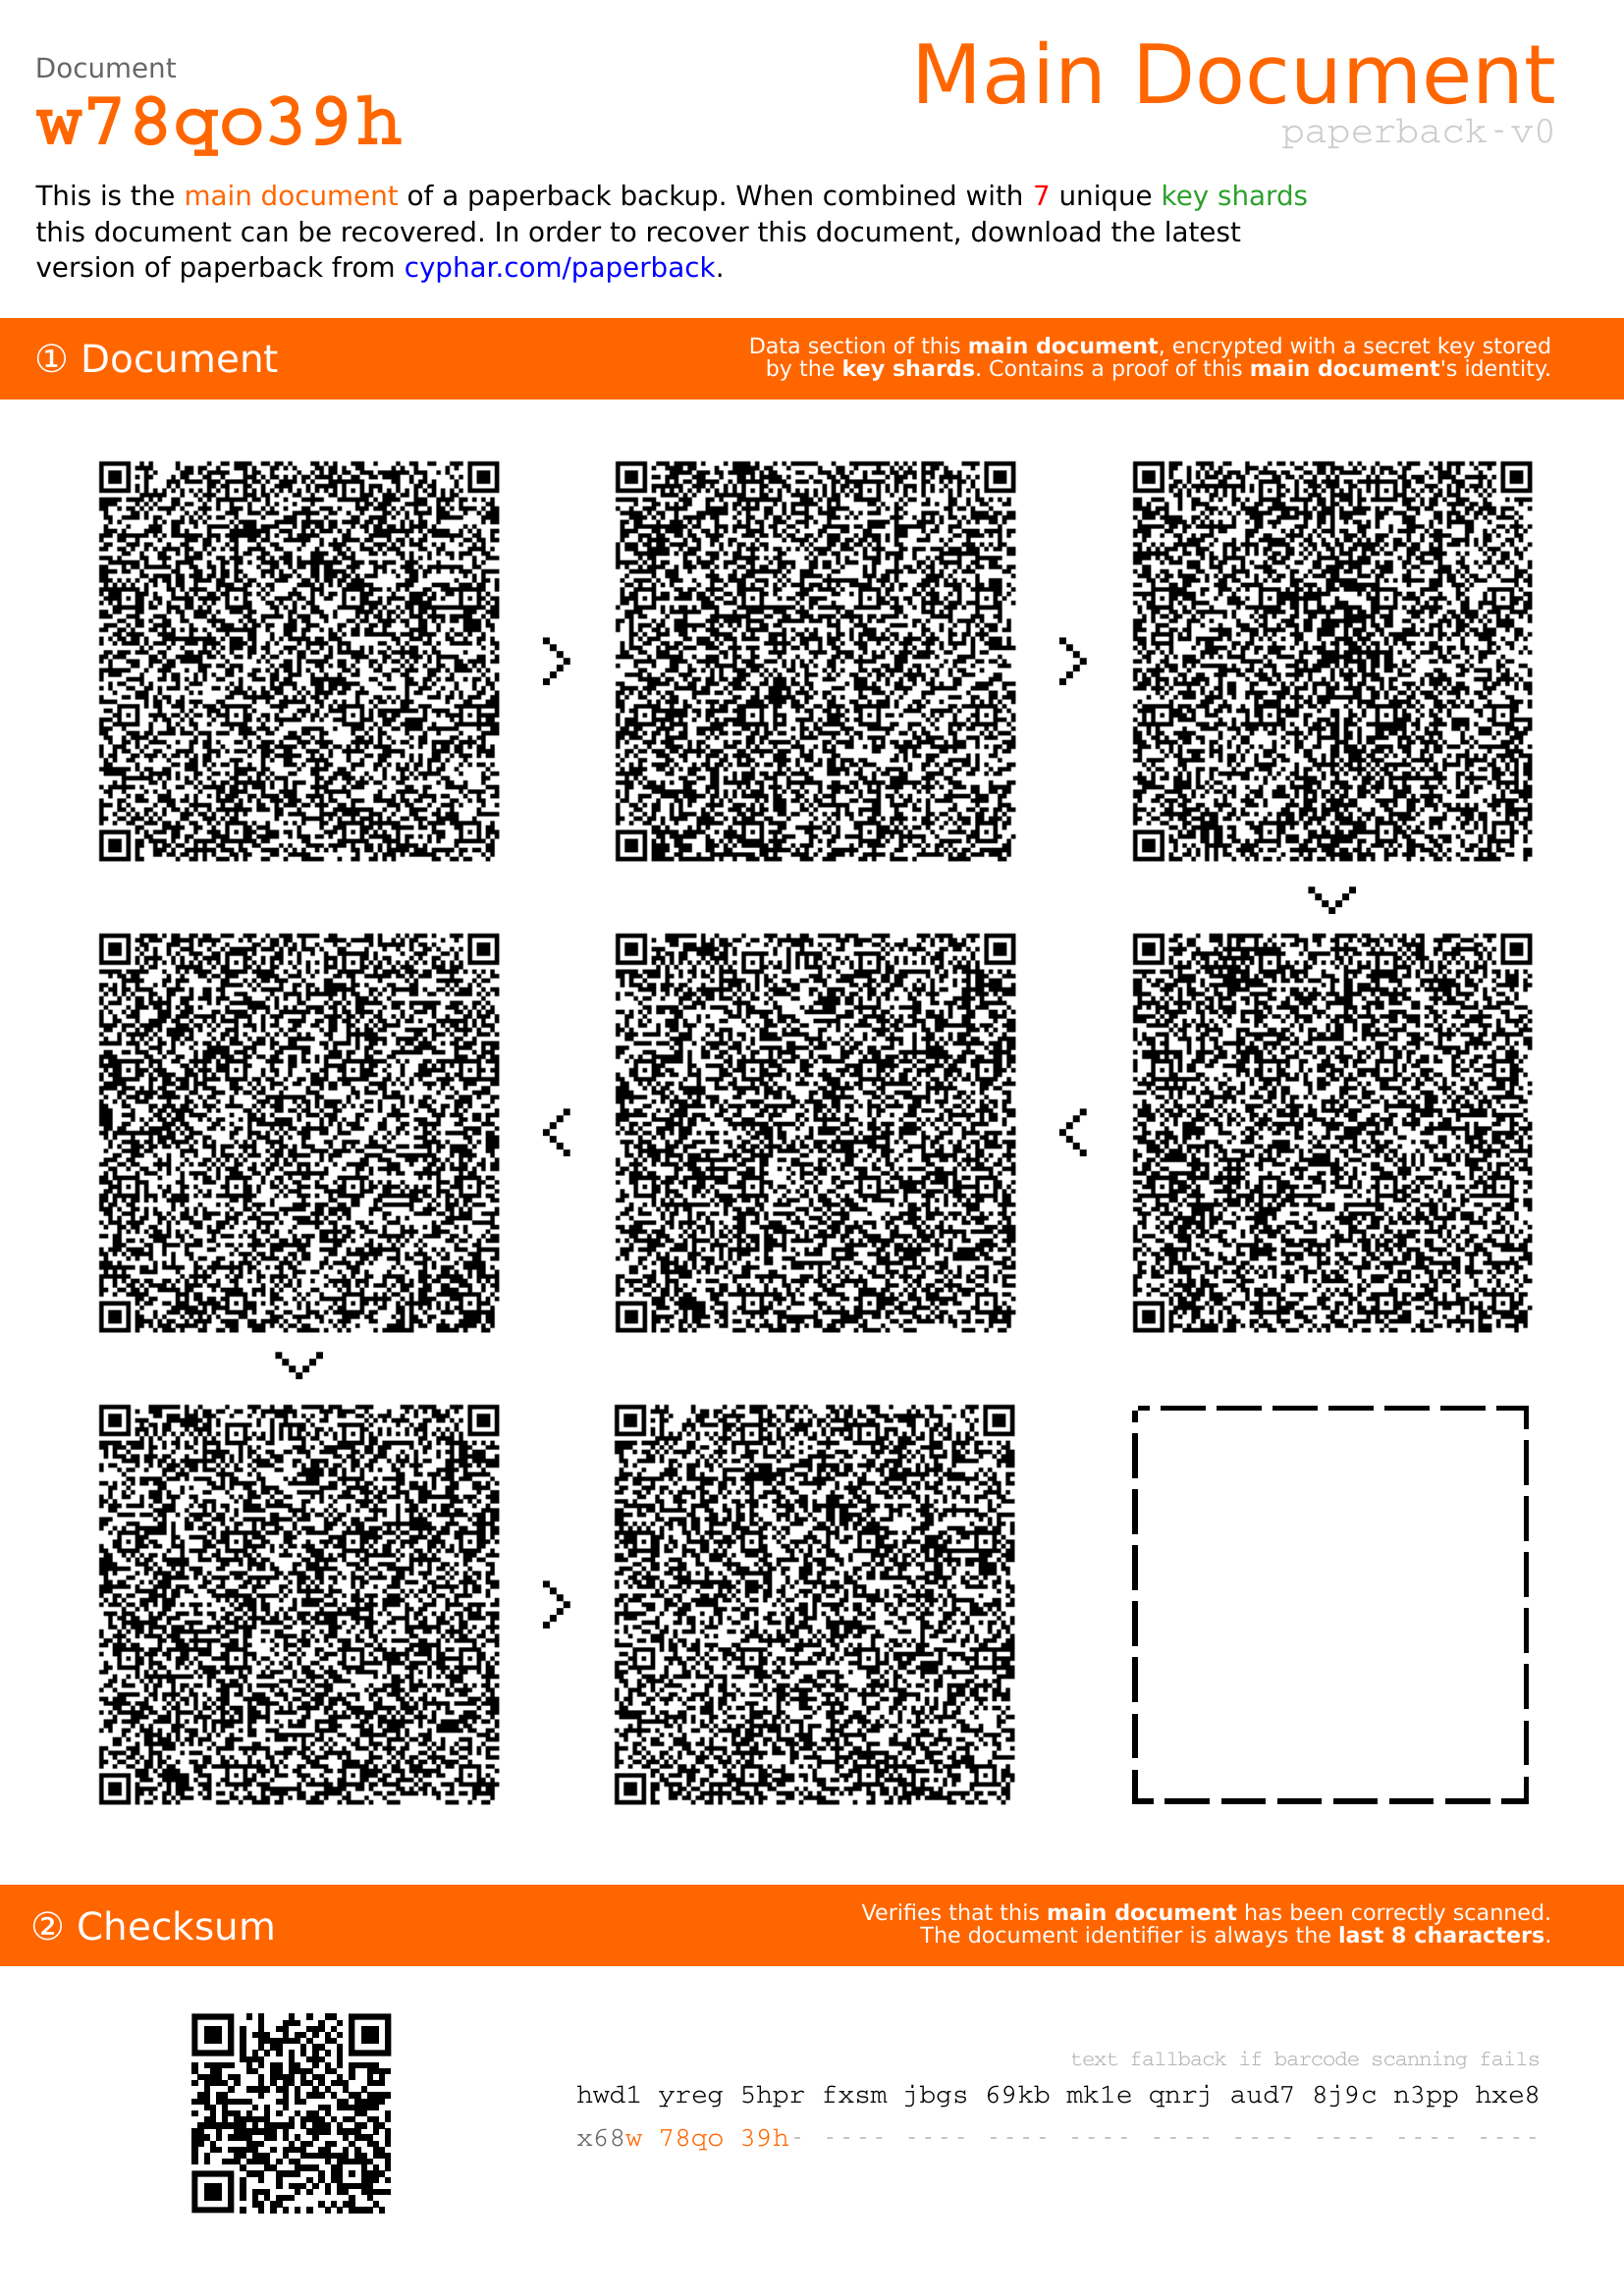 Document
w78qo39h
Main Document
paperback-v0
This is the main document of a paperback backup. When combined with 7 unique key shards
this document can be recovered. In order to recover this document, download the latest
version of paperback from cyphar.com/paperback.
① Document
Data section of this main document, encrypted with a secret key stored
by the key shards. Contains a proof of this main document's identity.
② Checksum
Verifies that this main document has been correctly scanned.
The document identifier is always the last 8 characters.
text fallback if barcode scanning fails
hwd1 yreg 5hpr fxsm jbgs 69kb mk1e qnrj aud7 8j9c n3pp hxe8
x68w 78qo 39h- ---- ---- ---- ---- ---- ---- ---- ---- ----